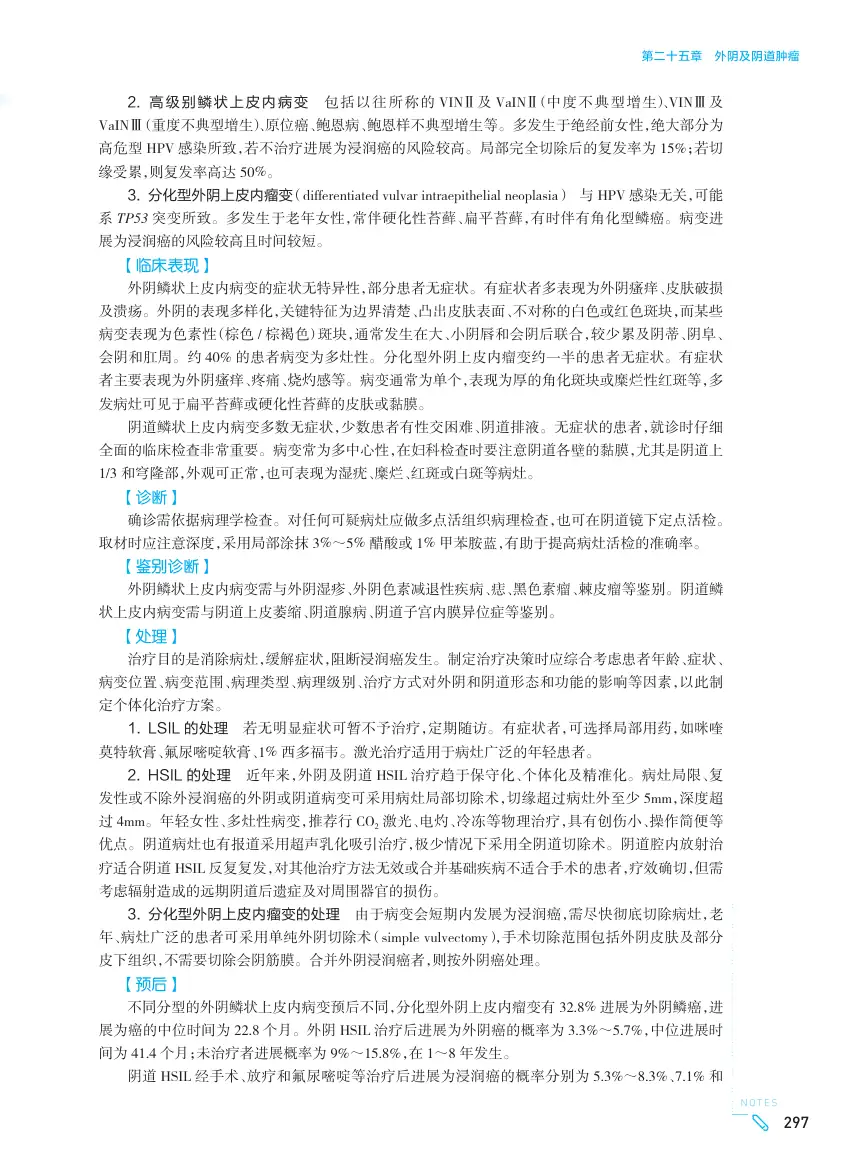 第二十五章　外阴及阴道肿瘤
2. 高级别鳞状上皮内病变　包括以往所称的 VINⅡ及 VaINⅡ(中度不典型增生)、VINⅢ及
VaINⅢ(重度不典型增生)、原位癌、鲍恩病、鲍恩样不典型增生等。多发生于绝经前女性,绝大部分为
高危型 HPV 感染所致,若不治疗进展为浸润癌的风险较高。局部完全切除后的复发率为 15%;若切
缘受累,则复发率高达 50%。
3. 分化型外阴上皮内瘤变(differentiated vulvar intraepithelial neoplasia)　与 HPV 感染无关,可能
系 TP53 突变所致。多发生于老年女性,常伴硬化性苔藓、扁平苔藓,有时伴有角化型鳞癌。病变进
展为浸润癌的风险较高且时间较短。
【临床表现】
外阴鳞状上皮内病变的症状无特异性,部分患者无症状。有症状者多表现为外阴瘙痒、皮肤破损
及溃疡。外阴的表现多样化,关键特征为边界清楚、凸出皮肤表面、不对称的白色或红色斑块,而某些
病变表现为色素性(棕色 / 棕褐色)斑块,通常发生在大、小阴唇和会阴后联合,较少累及阴蒂、阴阜、
会阴和肛周。约 40% 的患者病变为多灶性。分化型外阴上皮内瘤变约一半的患者无症状。有症状
者主要表现为外阴瘙痒、疼痛、烧灼感等。病变通常为单个,表现为厚的角化斑块或糜烂性红斑等,多
发病灶可见于扁平苔藓或硬化性苔藓的皮肤或黏膜。
阴道鳞状上皮内病变多数无症状,少数患者有性交困难、阴道排液。无症状的患者,就诊时仔细
全面的临床检查非常重要。病变常为多中心性,在妇科检查时要注意阴道各壁的黏膜,尤其是阴道上
1/3 和穹隆部,外观可正常,也可表现为湿疣、糜烂、红斑或白斑等病灶。
【诊断】
确诊需依据病理学检查。对任何可疑病灶应做多点活组织病理检查,也可在阴道镜下定点活检。
取材时应注意深度,采用局部涂抹 3%～5% 醋酸或 1% 甲苯胺蓝,有助于提高病灶活检的准确率。
【鉴别诊断】
外阴鳞状上皮内病变需与外阴湿疹、外阴色素减退性疾病、痣、黑色素瘤、棘皮瘤等鉴别。阴道鳞
状上皮内病变需与阴道上皮萎缩、阴道腺病、阴道子宫内膜异位症等鉴别。
【处理】
治疗目的是消除病灶,缓解症状,阻断浸润癌发生。制定治疗决策时应综合考虑患者年龄、症状、
病变位置、病变范围、病理类型、病理级别、治疗方式对外阴和阴道形态和功能的影响等因素,以此制
定个体化治疗方案。
1. LSIL 的处理　若无明显症状可暂不予治疗,定期随访。有症状者,可选择局部用药,如咪喹
莫特软膏、氟尿嘧啶软膏、1% 西多福韦。激光治疗适用于病灶广泛的年轻患者。
2. HSIL 的处理　近年来,外阴及阴道 HSIL 治疗趋于保守化、个体化及精准化。病灶局限、复
发性或不除外浸润癌的外阴或阴道病变可采用病灶局部切除术,切缘超过病灶外至少 5mm,深度超
过 4mm。年轻女性、多灶性病变,推荐行 CO₂ 激光、电灼、冷冻等物理治疗,具有创伤小、操作简便等
优点。阴道病灶也有报道采用超声乳化吸引治疗,极少情况下采用全阴道切除术。阴道腔内放射治
疗适合阴道 HSIL 反复复发,对其他治疗方法无效或合并基础疾病不适合手术的患者,疗效确切,但需
考虑辐射造成的远期阴道后遗症及对周围器官的损伤。
3. 分化型外阴上皮内瘤变的处理　由于病变会短期内发展为浸润癌,需尽快彻底切除病灶,老
年、病灶广泛的患者可采用单纯外阴切除术(simple vulvectomy),手术切除范围包括外阴皮肤及部分
皮下组织,不需要切除会阴筋膜。合并外阴浸润癌者,则按外阴癌处理。
【预后】
不同分型的外阴鳞状上皮内病变预后不同,分化型外阴上皮内瘤变有 32.8% 进展为外阴鳞癌,进
展为癌的中位时间为 22.8 个月。外阴 HSIL 治疗后进展为外阴癌的概率为 3.3%～5.7%,中位进展时
间为 41.4 个月;未治疗者进展概率为 9%～15.8%,在 1～8 年发生。
阴道 HSIL 经手术、放疗和氟尿嘧啶等治疗后进展为浸润癌的概率分别为 5.3%～8.3%、7.1% 和
NOTES
297